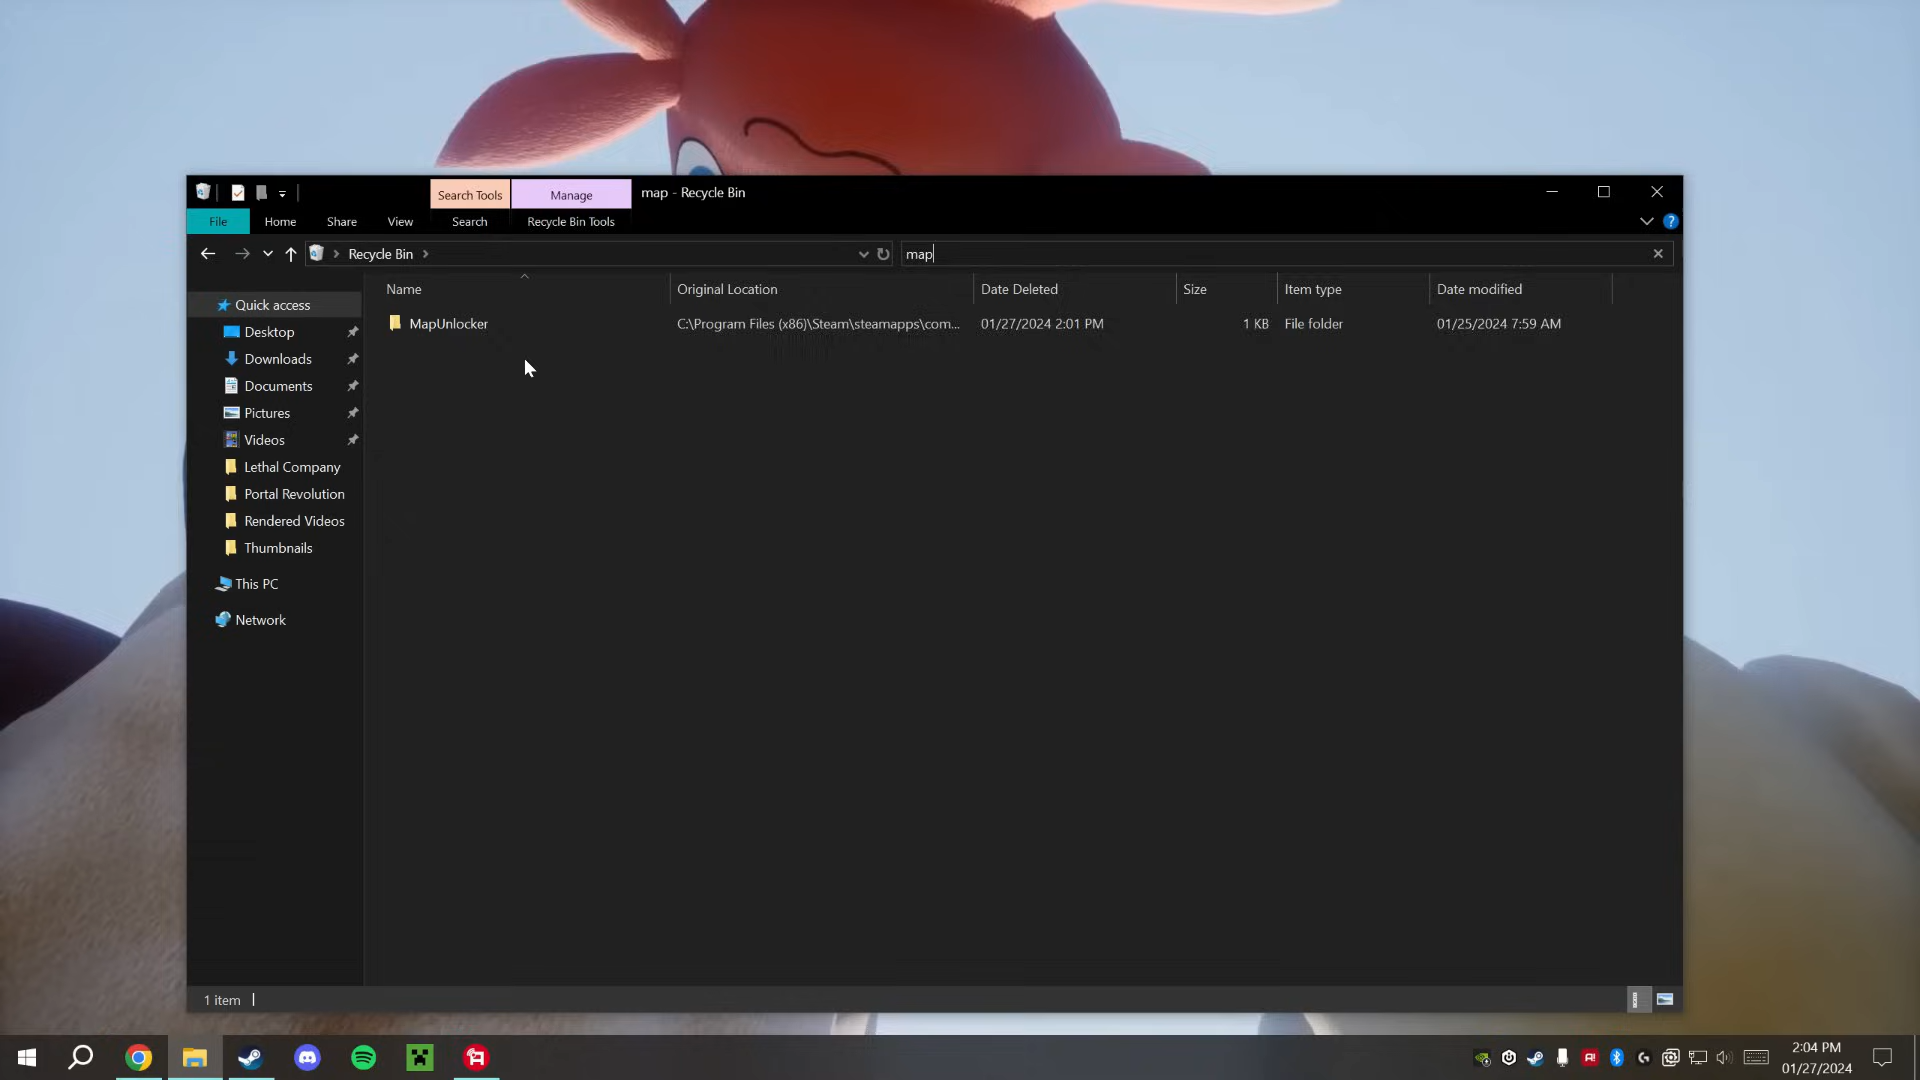 Search Tools Manage map - Recycle Bin
File Home Share View Search Recycle Bin Tools
Recycle Bin map
Name Original Location Date Deleted Size Item type Date modified
MapUnlocker C:\Program Files (x86)\Steam\steamapps\com... 01/27/2024 2:01 PM 1 KB File folder 01/25/2024 7:59 AM
Quick access
Desktop
Downloads
Documents
Pictures
Videos
Lethal Company
Portal Revolution
Rendered Videos
Thumbnails
This PC
Network
1 item
2:04 PM
01/27/2024